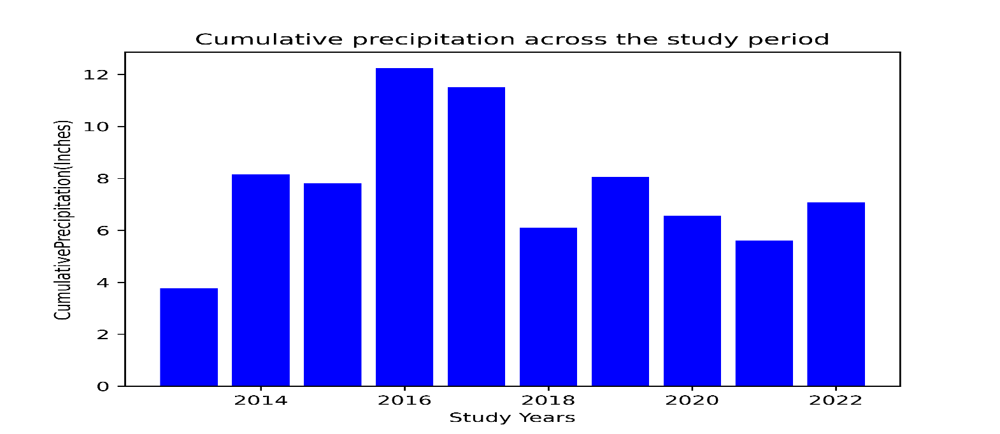 Cumulative precipitation across the study period
CumulativePrecipitation(Inches)
12
10
8
6
4
2
0
2014 2016 2018 2020 2022
Study Years